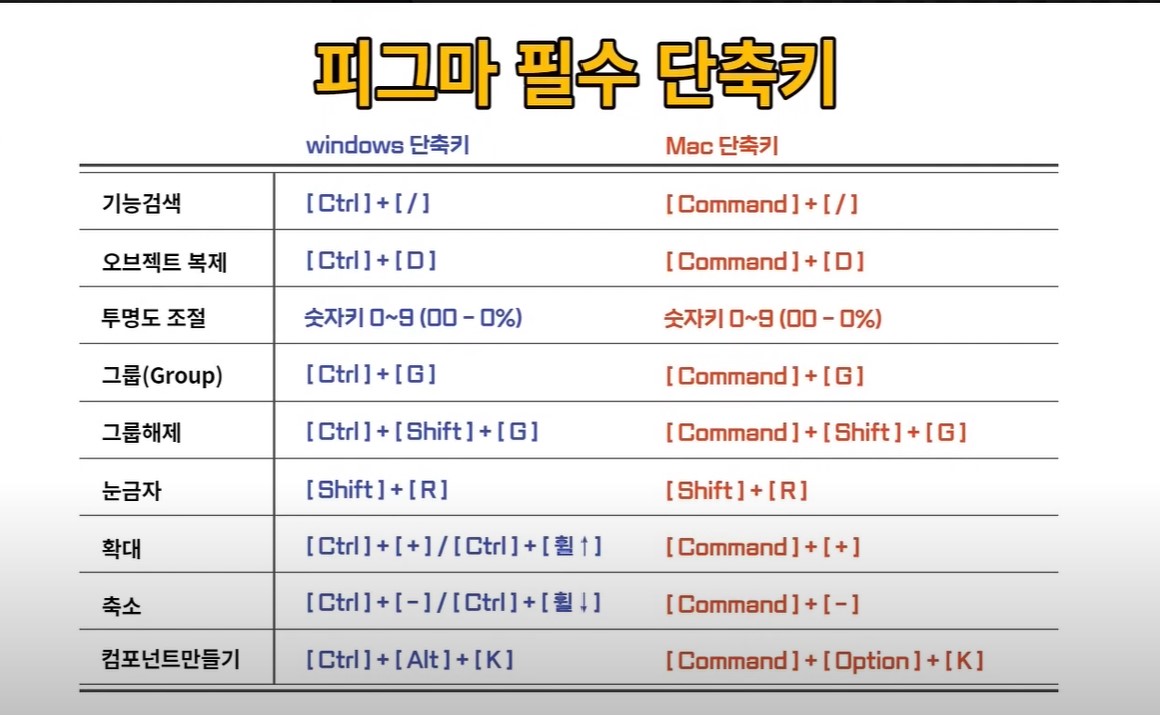 피그마 필수 단축키
windows 단축키 Mac 단축키
기능검색 [ Ctrl ] + [ / ] [ Command ] + [ / ]
오브젝트 복제 [ Ctrl ] + [ D ] [ Command ] + [ D ]
투명도 조절 숫자키 0~9 (00 - 0%) 숫자키 0~9 (00 - 0%)
그룹(Group) [ Ctrl ] + [ G ] [ Command ] + [ G ]
그룹해제 [ Ctrl ] + [ Shift ] + [ G ] [ Command ] + [ Shift ] + [ G ]
눈금자 [ Shift ] + [ R ] [ Shift ] + [ R ]
확대 [ Ctrl ] + [ + ] / [ Ctrl ] + [ 휠 ↑ ] [ Command ] + [ + ]
축소 [ Ctrl ] + [ - ] / [ Ctrl ] + [ 휠 ↓ ] [ Command ] + [ - ]
컴포넌트만들기 [ Ctrl ] + [ Alt ] + [ K ] [ Command ] + [ Option ] + [ K ]